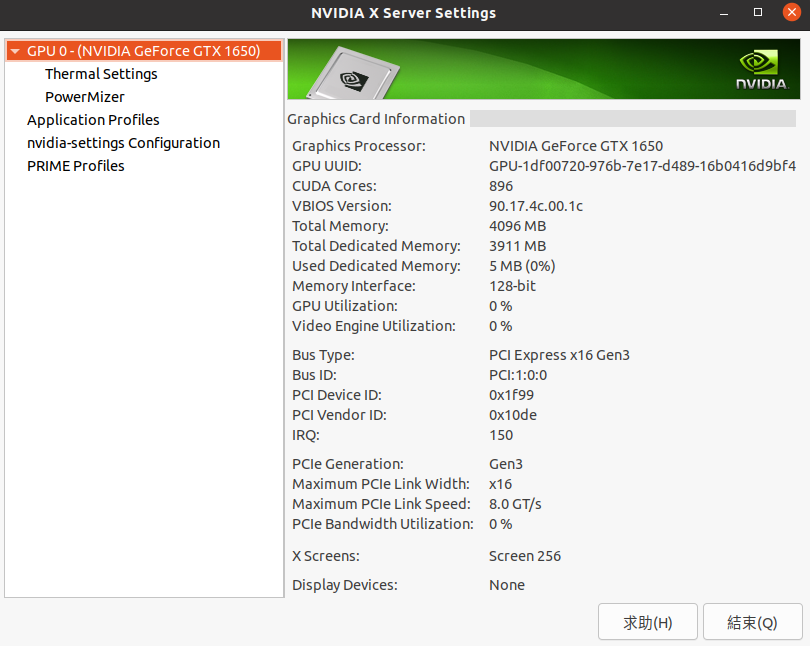 NVIDIA X Server Settings
GPU 0 - (NVIDIA GeForce GTX 1650)
Thermal Settings
PowerMizer
Application Profiles
nvidia-settings Configuration
PRIME Profiles
NVIDIA.
Graphics Card Information
Graphics Processor: NVIDIA GeForce GTX 1650
GPU UUID: GPU-1df00720-976b-7e17-d489-16b0416d9bf4
CUDA Cores: 896
VBIOS Version: 90.17.4c.00.1c
Total Memory: 4096 MB
Total Dedicated Memory: 3911 MB
Used Dedicated Memory: 5 MB (0%)
Memory Interface: 128-bit
GPU Utilization: 0 %
Video Engine Utilization: 0 %
Bus Type: PCI Express x16 Gen3
Bus ID: PCI:1:0:0
PCI Device ID: 0x1f99
PCI Vendor ID: 0x10de
IRQ: 150
PCIe Generation: Gen3
Maximum PCIe Link Width: x16
Maximum PCIe Link Speed: 8.0 GT/s
PCIe Bandwidth Utilization: 0 %
X Screens: Screen 256
Display Devices: None
求助(H) 結束(Q)